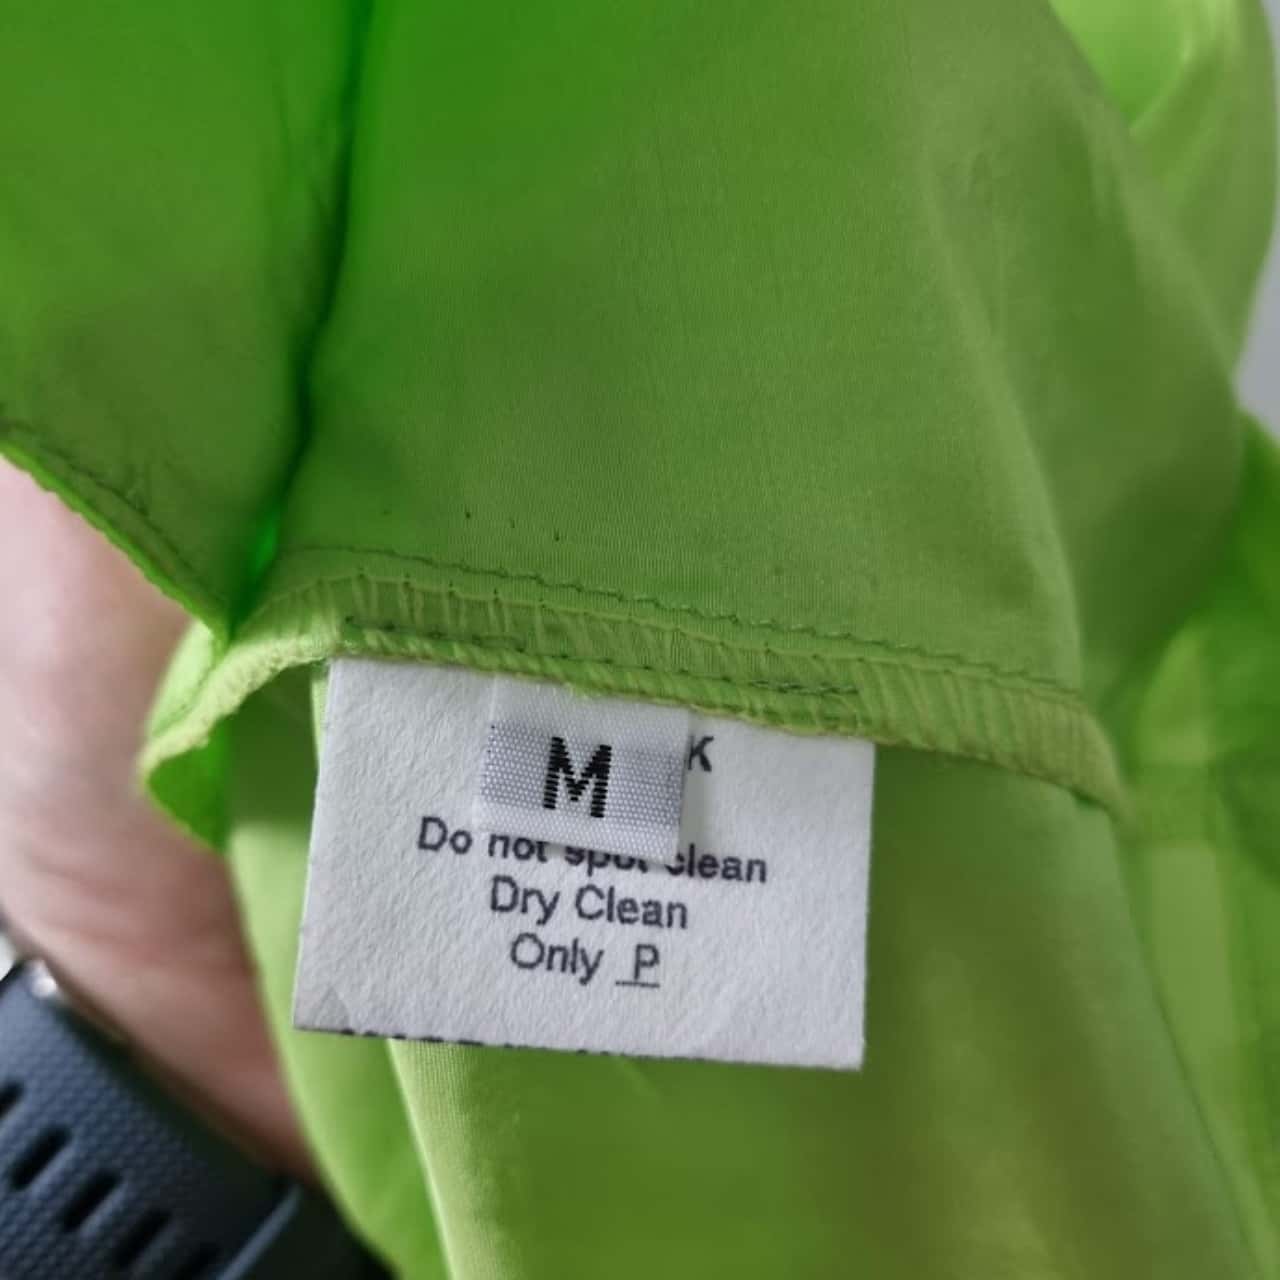 M
K
Do not spot clean
Dry Clean
Only P